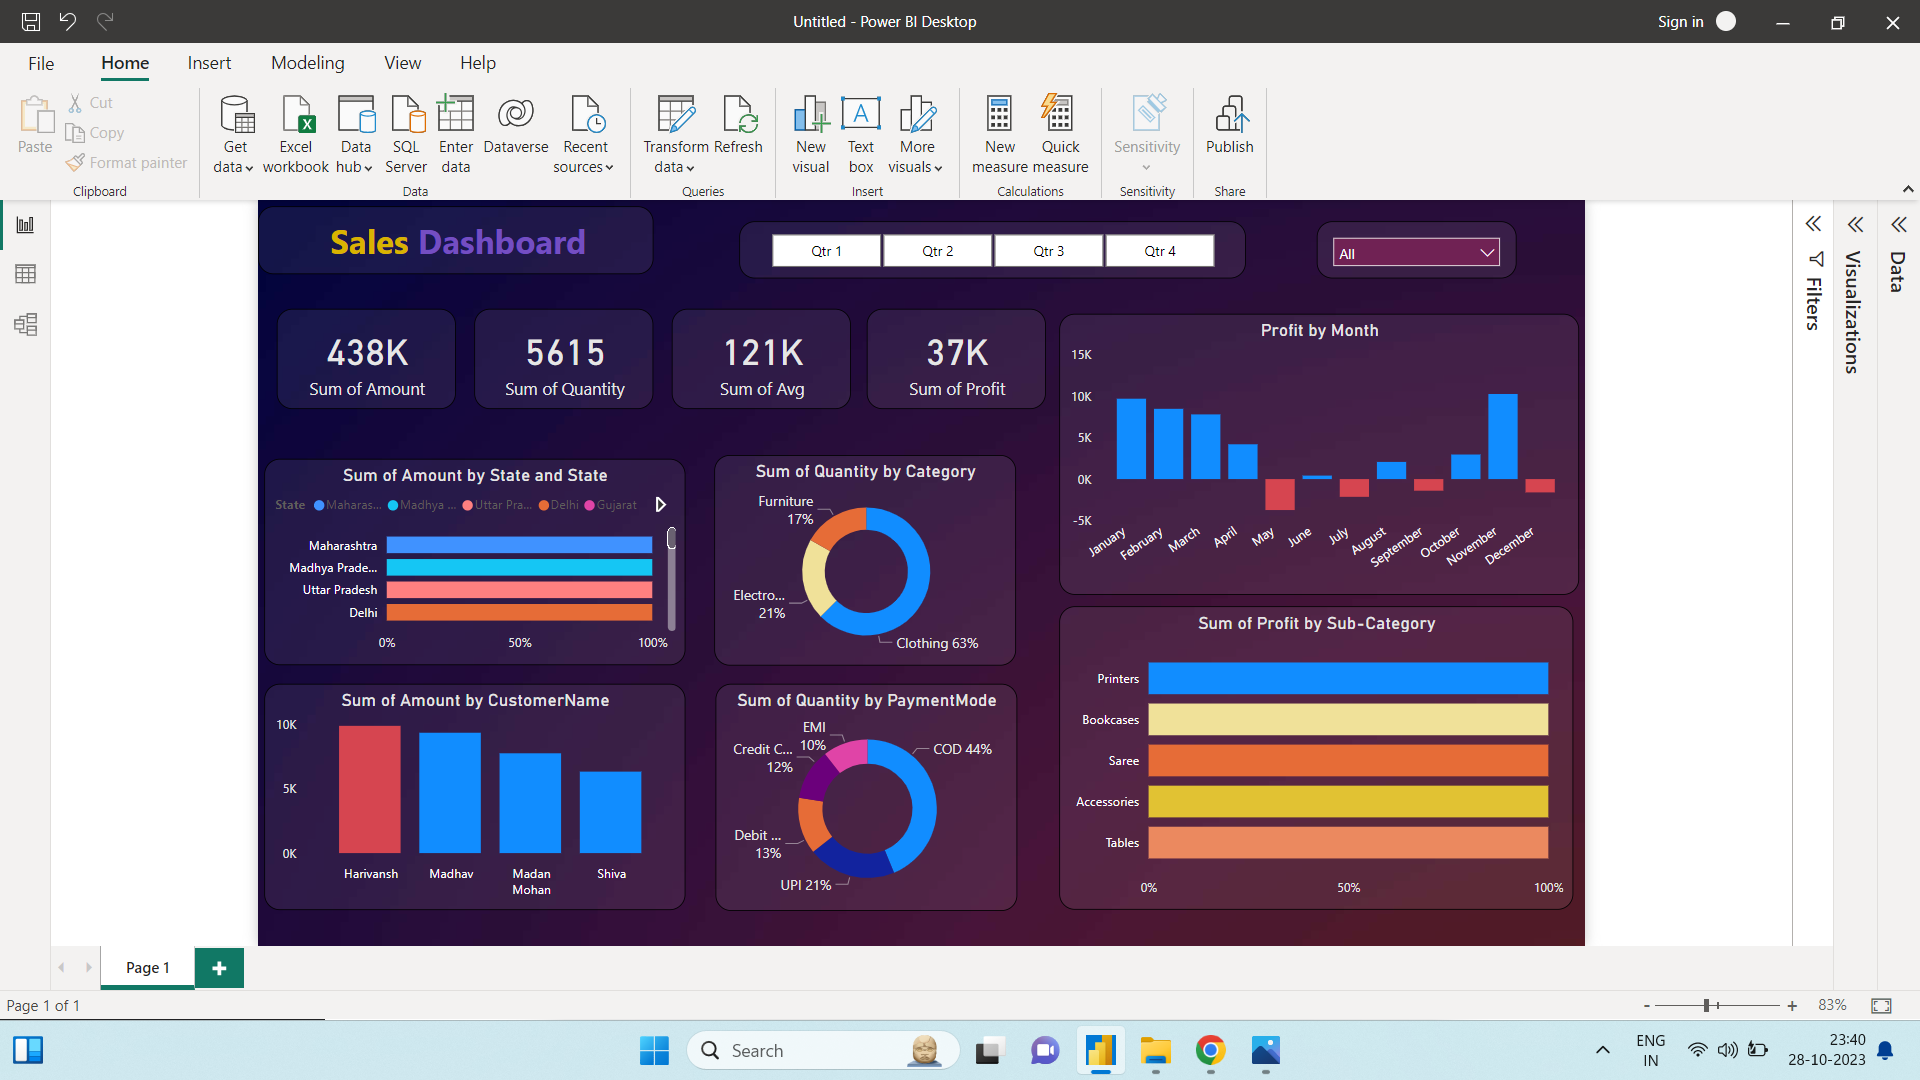 Untitled - Power BI Desktop
Sign in
File
Home
Insert
Modeling
View
Help
Paste
Cut
Copy
Format painter
Clipboard
Get data
Excel workbook
Data hub
SQL Server
Enter data
Dataverse
Recent sources
Data
Transform data
Refresh
Queries
New visual
Text box
More visuals
Insert
New measure
Quick measure
Calculations
Sensitivity
Sensitivity
Publish
Share
Sales Dashboard
Qtr 1
Qtr 2
Qtr 3
Qtr 4
All
Filters
Visualizations
Data
438K
Sum of Amount
5615
Sum of Quantity
121K
Sum of Avg
37K
Sum of Profit
Profit by Month
15K
10K
5K
0K
-5K
January
February
March
April
May
June
July
August
September
October
November
December
Sum of Amount by State and State
State
Maharas...
Madhya ...
Uttar Pra...
Delhi
Gujarat
Maharashtra
Madhya Prade...
Uttar Pradesh
Delhi
0%
50%
100%
Sum of Quantity by Category
Furniture
17%
Electro...
21%
Clothing 63%
Sum of Profit by Sub-Category
Printers
Bookcases
Saree
Accessories
Tables
0%
50%
100%
Sum of Amount by CustomerName
10K
5K
0K
Harivansh
Madhav
Madan
Mohan
Shiva
Sum of Quantity by PaymentMode
EMI
10%
Credit C...
12%
COD 44%
Debit ...
13%
UPI 21%
Page 1
Page 1 of 1
-
+
83%
Search
ENG
IN
23:40
28-10-2023